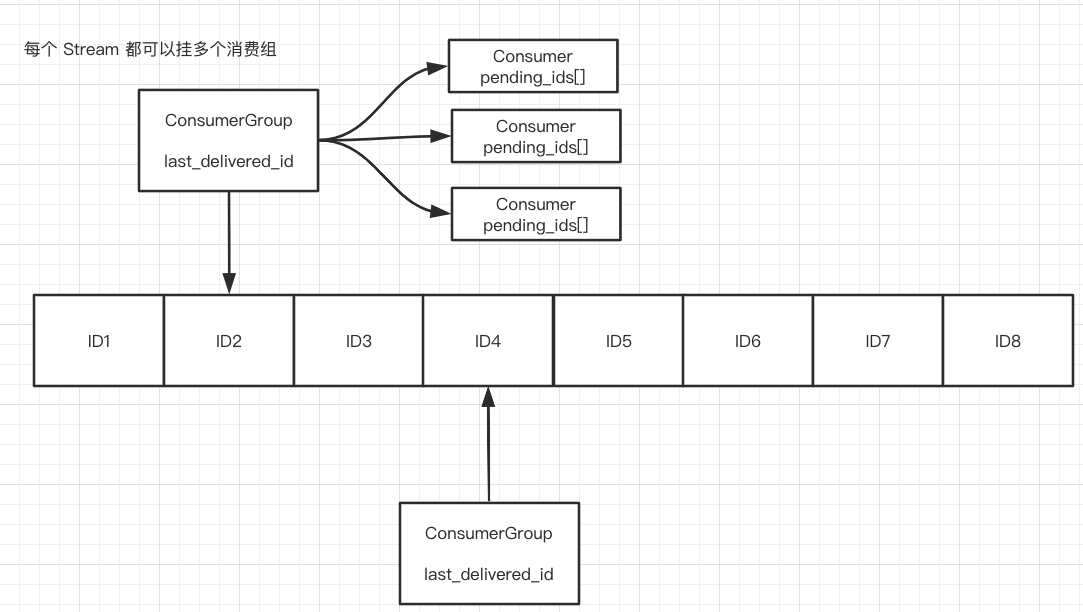 每个 Stream 都可以挂多个消费组
ConsumerGroup
last_delivered_id
Consumer
pending_ids[]
Consumer
pending_ids[]
Consumer
pending_ids[]
ID1
ID2
ID3
ID4
ID5
ID6
ID7
ID8
ConsumerGroup
last_delivered_id